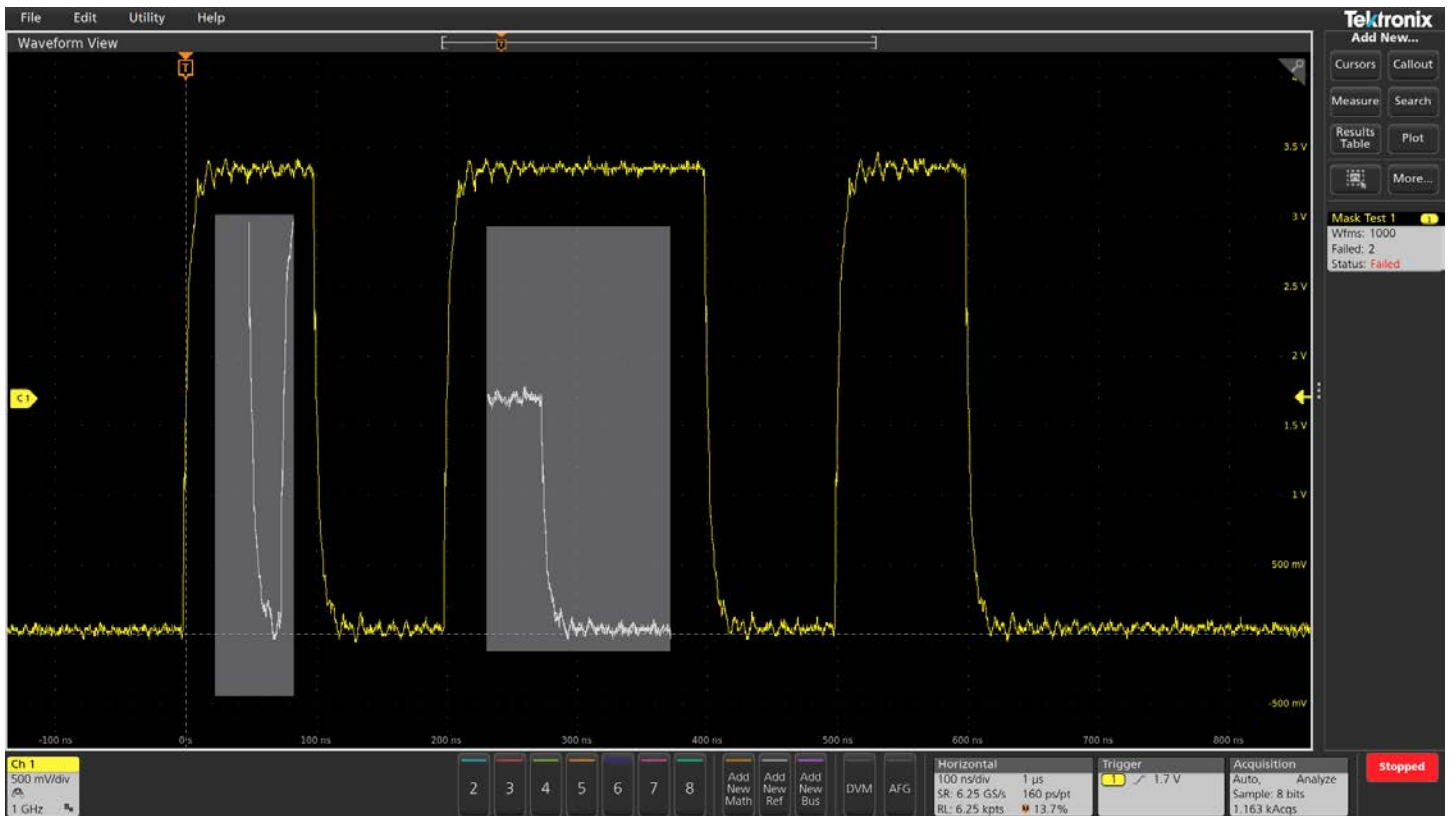 File Edit Utility Help
Tektronix
Waveform View
Add New...
T
T
Cursors Callout
Measure Search
Results Table Plot
More...
Mask Test 1 1
Wfms: 1000
Failed: 2
Status: Failed
3.5 V
3 V
2.5 V
2 V
C1
1.5 V
1 V
500 mV
-500 mV
-100 ns 0 s 100 ns 200 ns 300 ns 400 ns 500 ns 600 ns 700 ns 800 ns
Ch 1
500 mV/div
1 GHz
2 3 4 5 6 7 8
Add New Math
Add New Ref
Add New Bus
DVM
AFG
Horizontal
100 ns/div 1 µs
SR: 6.25 GS/s 160 ps/pt
RL: 6.25 kpts 13.7%
Trigger
1 1.7 V
Acquisition
Auto, Analyze
Sample: 8 bits
1.163 kAcqs
Stopped